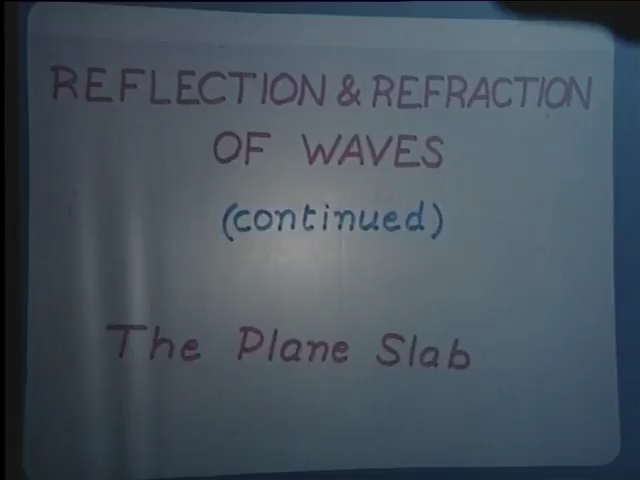 REFLECTION & REFRACTION
OF WAVES
(continued)
The Plane Slab